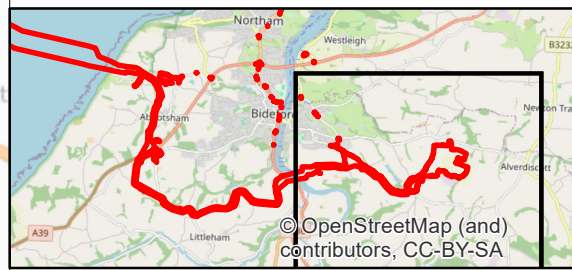 Northam
Westleigh
B3232
Abbotsham
Bideford
Newton Tra
Alverdiscott
A39
Littleham
© OpenStreetMap (and)
contributors, CC-BY-SA